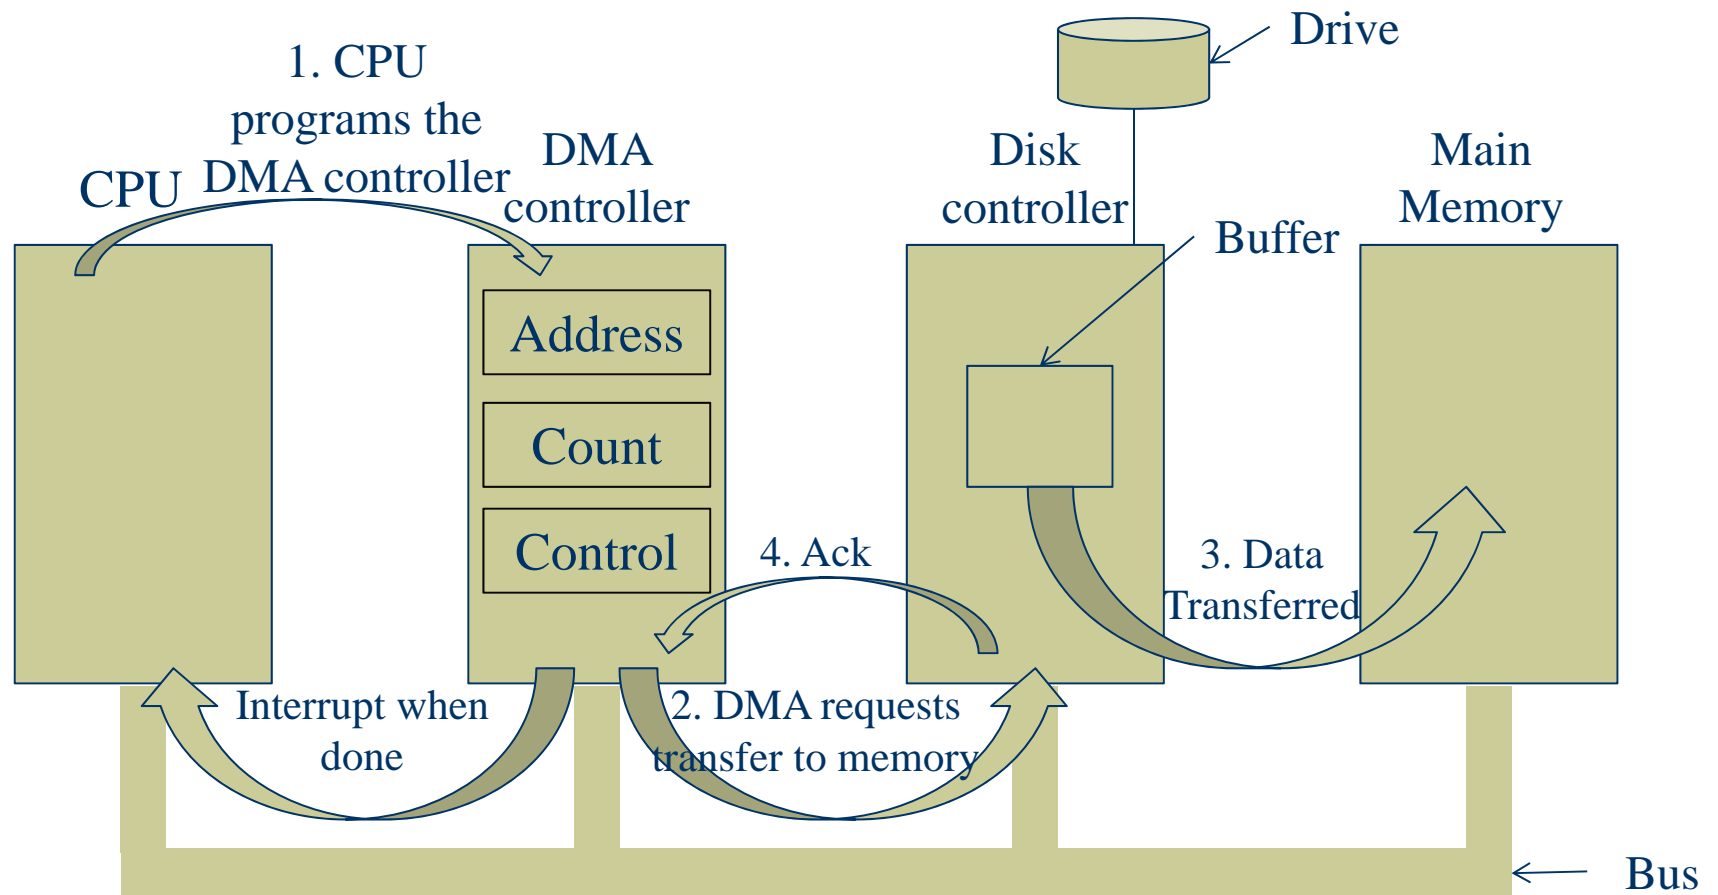 Drive
1. CPU
programs the
DMA controller
CPU
DMA
controller
Disk
controller
Main
Memory
Buffer
Address
Count
Control
4. Ack
3. Data
Transferred
Interrupt when
done
2. DMA requests
transfer to memory
Bus